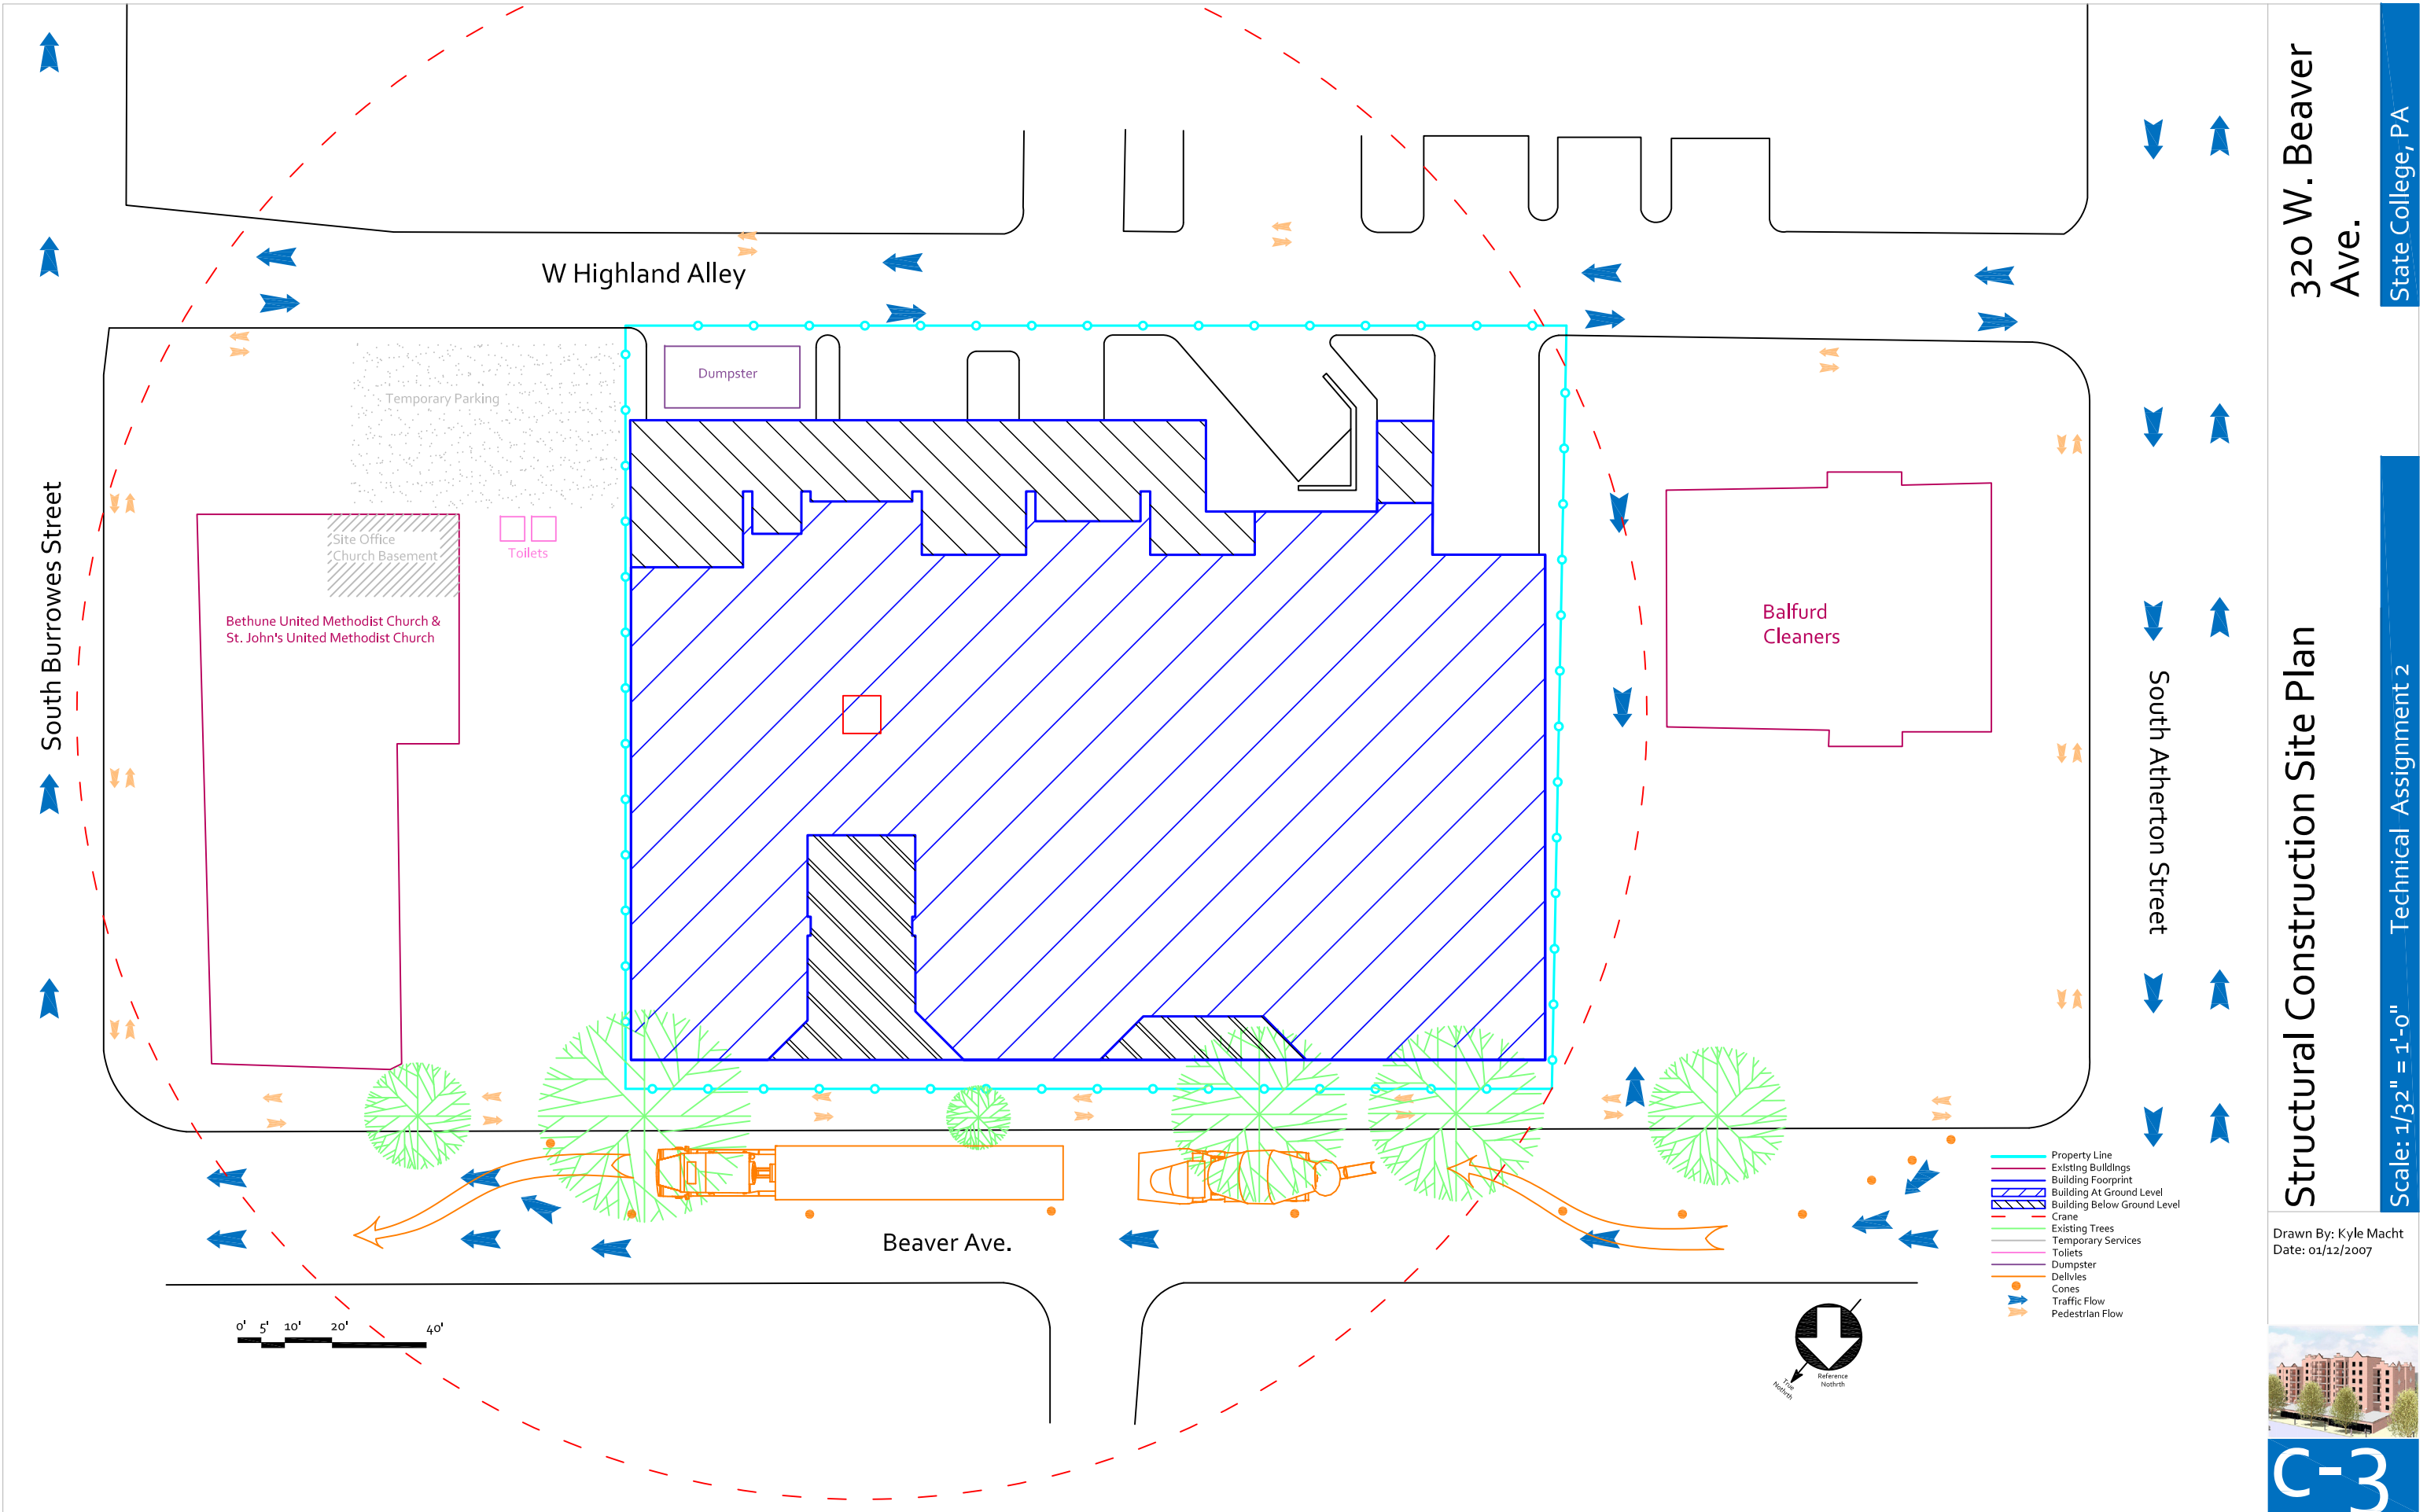 W Highland Alley
Dumpster
Temporary Parking
Site Office
Church Basement
Toilets
Bethune United Methodist Church &
St. John's United Methodist Church
South Burrowes Street
Balfurd
Cleaners
South Atherton Street
Beaver Ave.
0' 5' 10' 20' 40'
True
Nothrth
Reference
Nothrth
Property Line
Existing Buildings
Building Foorprint
Building At Ground Level
Building Below Ground Level
Crane
Existing Trees
Temporary Services
Toliets
Dumpster
Delivies
Cones
Traffic Flow
Pedestrian Flow
320 W. Beaver
Ave.
State College, PA
Structural Construction Site Plan
Scale: 1/32" = 1'-0" Technical Assignment 2
Drawn By: Kyle Macht
Date: 01/12/2007
C-3